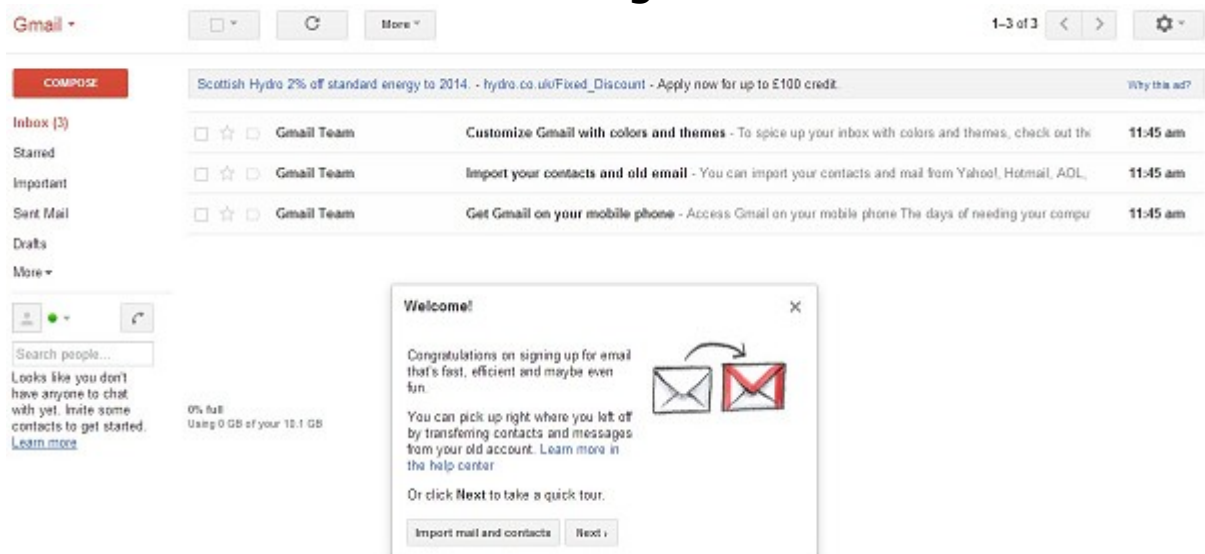 Gmail
More
1–3 of 3
COMPOSE
Scottish Hydro 2% off standard energy to 2014. - hydro.co.uk/Fixed_Discount - Apply now for up to £100 credit.
Why this ad?
Inbox (3)
Starred
Important
Sent Mail
Drafts
More
Gmail Team Customize Gmail with colors and themes - To spice up your inbox with colors and themes, check out the 11:45 am
Gmail Team Import your contacts and old email - You can import your contacts and mail from Yahoo!, Hotmail, AOL, 11:45 am
Gmail Team Get Gmail on your mobile phone - Access Gmail on your mobile phone The days of needing your compu 11:45 am
Search people...
Looks like you don't
have anyone to chat
with yet. Invite some
contacts to get started.
Learn more
0% full
Using 0 GB of your 10.1 GB
Welcome!
Congratulations on signing up for email
that's fast, efficient and maybe even
fun.
You can pick up right where you left off
by transferring contacts and messages
from your old account. Learn more in
the help center
Or click Next to take a quick tour.
Import mail and contacts
Next ›